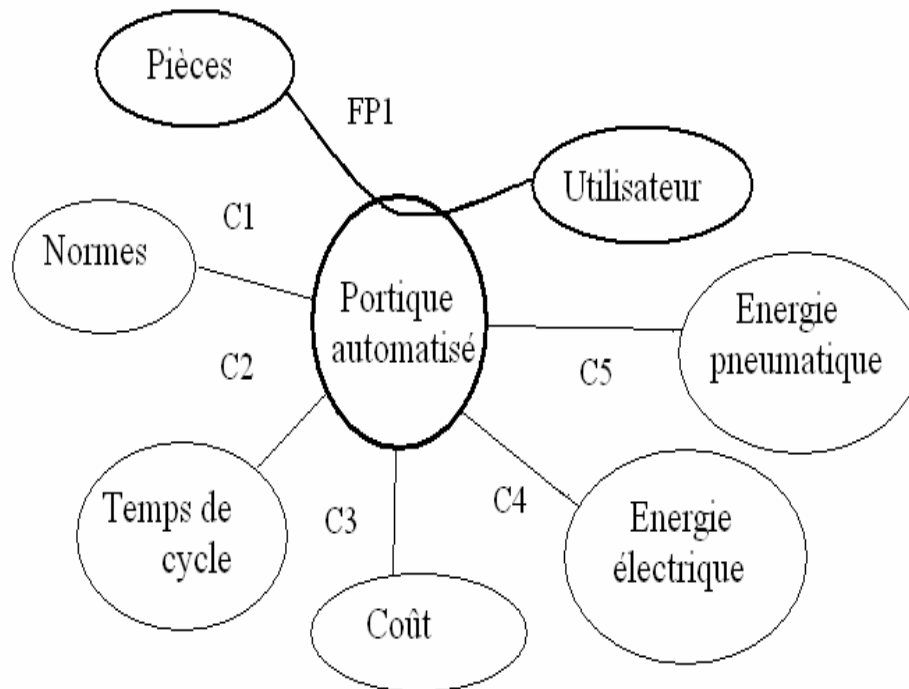 Pièces
FP1
Utilisateur
C1
Normes
Portique
automatisé
Energie
pneumatique
C2
C5
Temps de
cycle
C3
C4
Energie
électrique
Coût